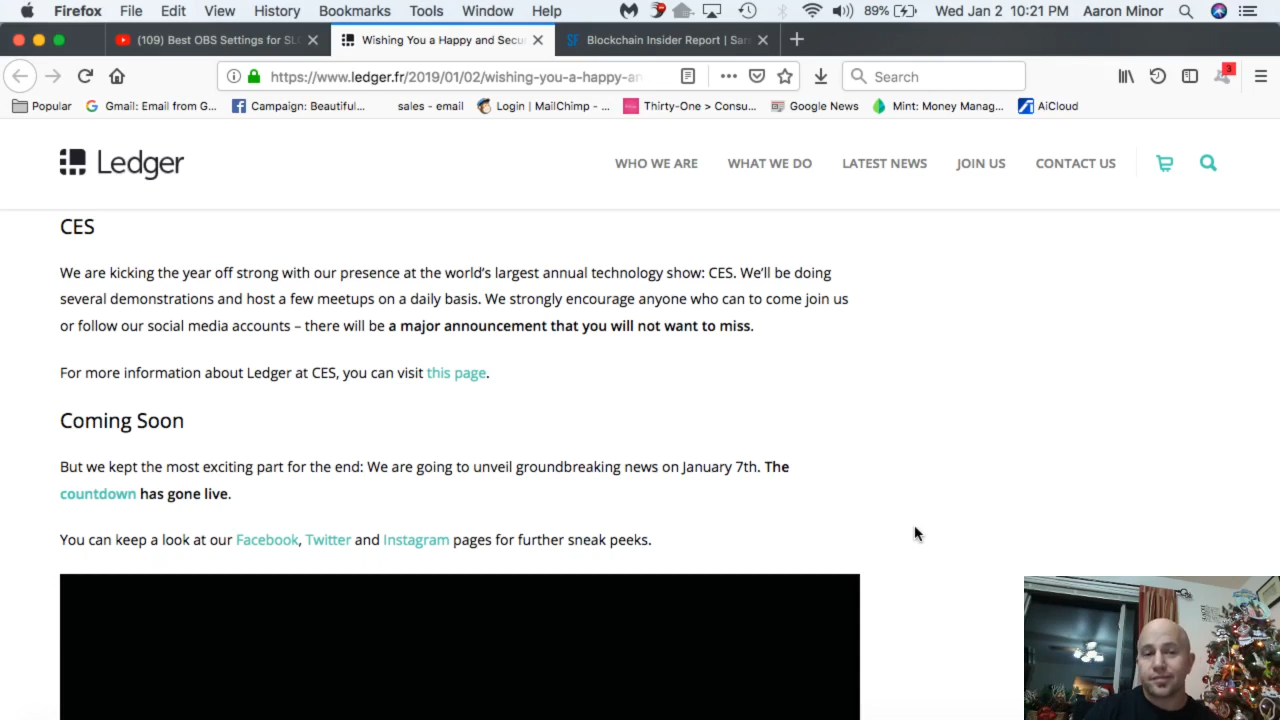 Firefox File Edit View History Bookmarks Tools Window Help 89% Wed Jan 2 10:21 PM Aaron Minor
(109) Best OBS Settings for SLO Wishing You a Happy and Secu Blockchain Insider Report | San
https://www.ledger.fr/2019/01/02/wishing-you-a-happy-an Search 3
Popular Gmail: Email from G... Campaign: Beautiful... sales - email Login | MailChimp - ... Thirty-One > Consu... Google News Mint: Money Manag... AiCloud
Ledger WHO WE ARE WHAT WE DO LATEST NEWS JOIN US CONTACT US
CES
We are kicking the year off strong with our presence at the world's largest annual technology show: CES. We'll be doing
several demonstrations and host a few meetups on a daily basis. We strongly encourage anyone who can to come join us
or follow our social media accounts – there will be a major announcement that you will not want to miss.
For more information about Ledger at CES, you can visit this page.
Coming Soon
But we kept the most exciting part for the end: We are going to unveil groundbreaking news on January 7th. The
countdown has gone live.
You can keep a look at our Facebook, Twitter and Instagram pages for further sneak peeks.